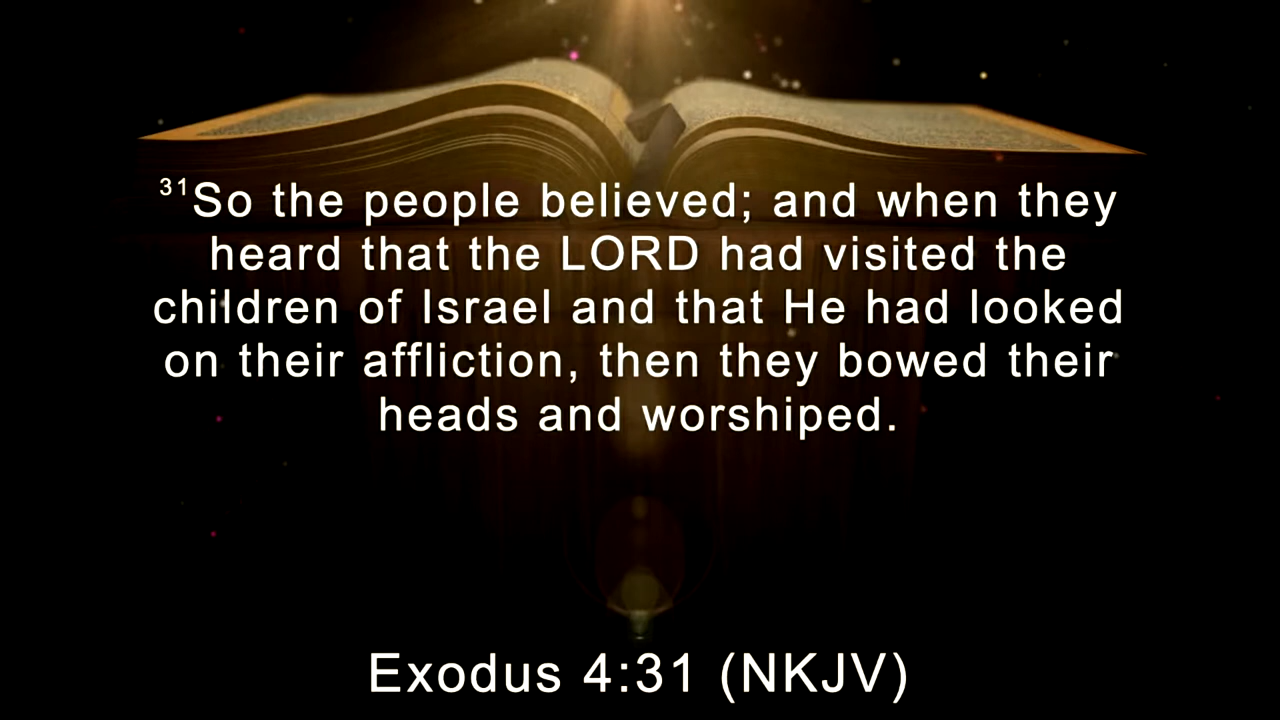 31So the people believed; and when they
heard that the LORD had visited the
children of Israel and that He had looked
on their affliction, then they bowed their
heads and worshiped.
Exodus 4:31 (NKJV)